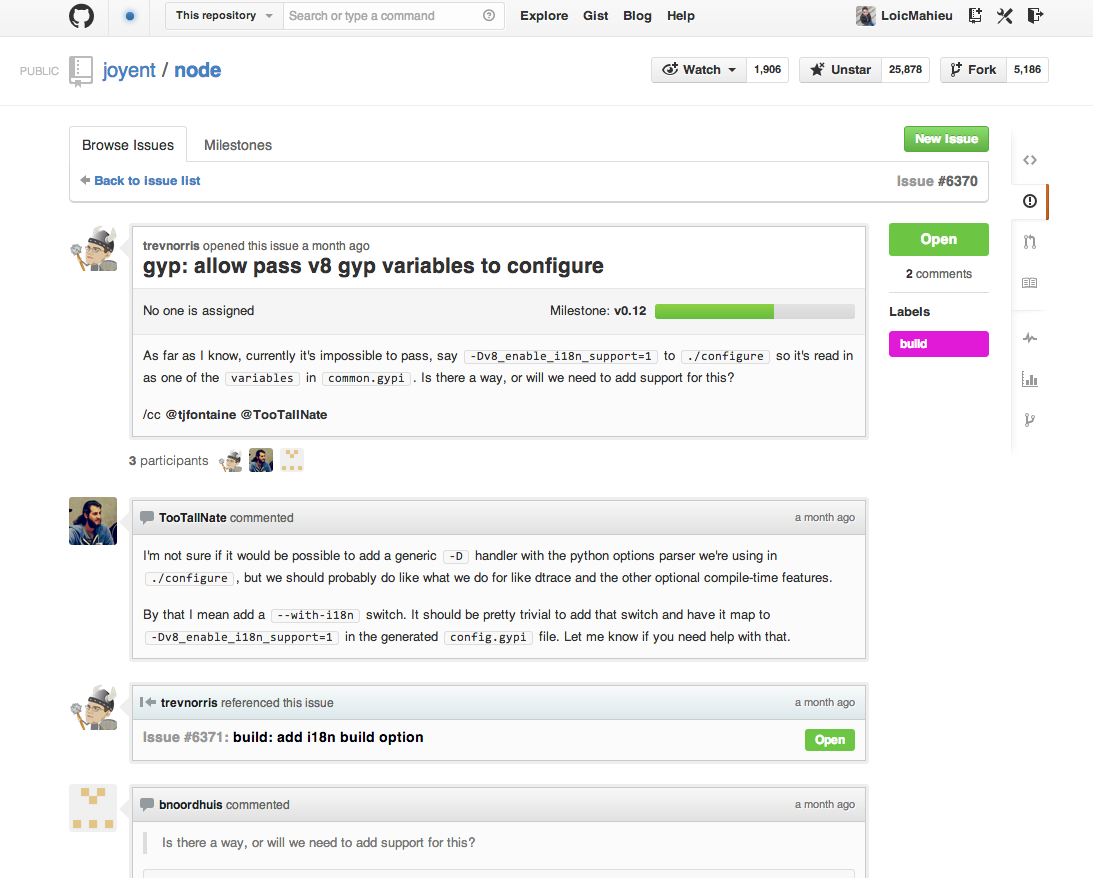 This repository
Search or type a command
Explore Gist Blog Help
LoicMahieu
PUBLIC joyent / node
Watch 1,906
Unstar 25,878
Fork 5,186
Browse Issues
Milestones
New Issue
Back to issue list
Issue #6370
trevnorris opened this issue a month ago
gyp: allow pass v8 gyp variables to configure
No one is assigned
Milestone: v0.12
As far as I know, currently it's impossible to pass, say -Dv8_enable_i18n_support=1 to ./configure so it's read in
as one of the variables in common.gypi . Is there a way, or will we need to add support for this?
/cc @tjfontaine @TooTallNate
Open
2 comments
Labels
build
3 participants
TooTallNate commented
a month ago
I'm not sure if it would be possible to add a generic -D handler with the python options parser we're using in
./configure , but we should probably do like what we do for like dtrace and the other optional compile-time features.
By that I mean add a --with-i18n switch. It should be pretty trivial to add that switch and have it map to
-Dv8_enable_i18n_support=1 in the generated config.gypi file. Let me know if you need help with that.
trevnorris referenced this issue
a month ago
Issue #6371: build: add i18n build option
Open
bnoordhuis commented
a month ago
Is there a way, or will we need to add support for this?